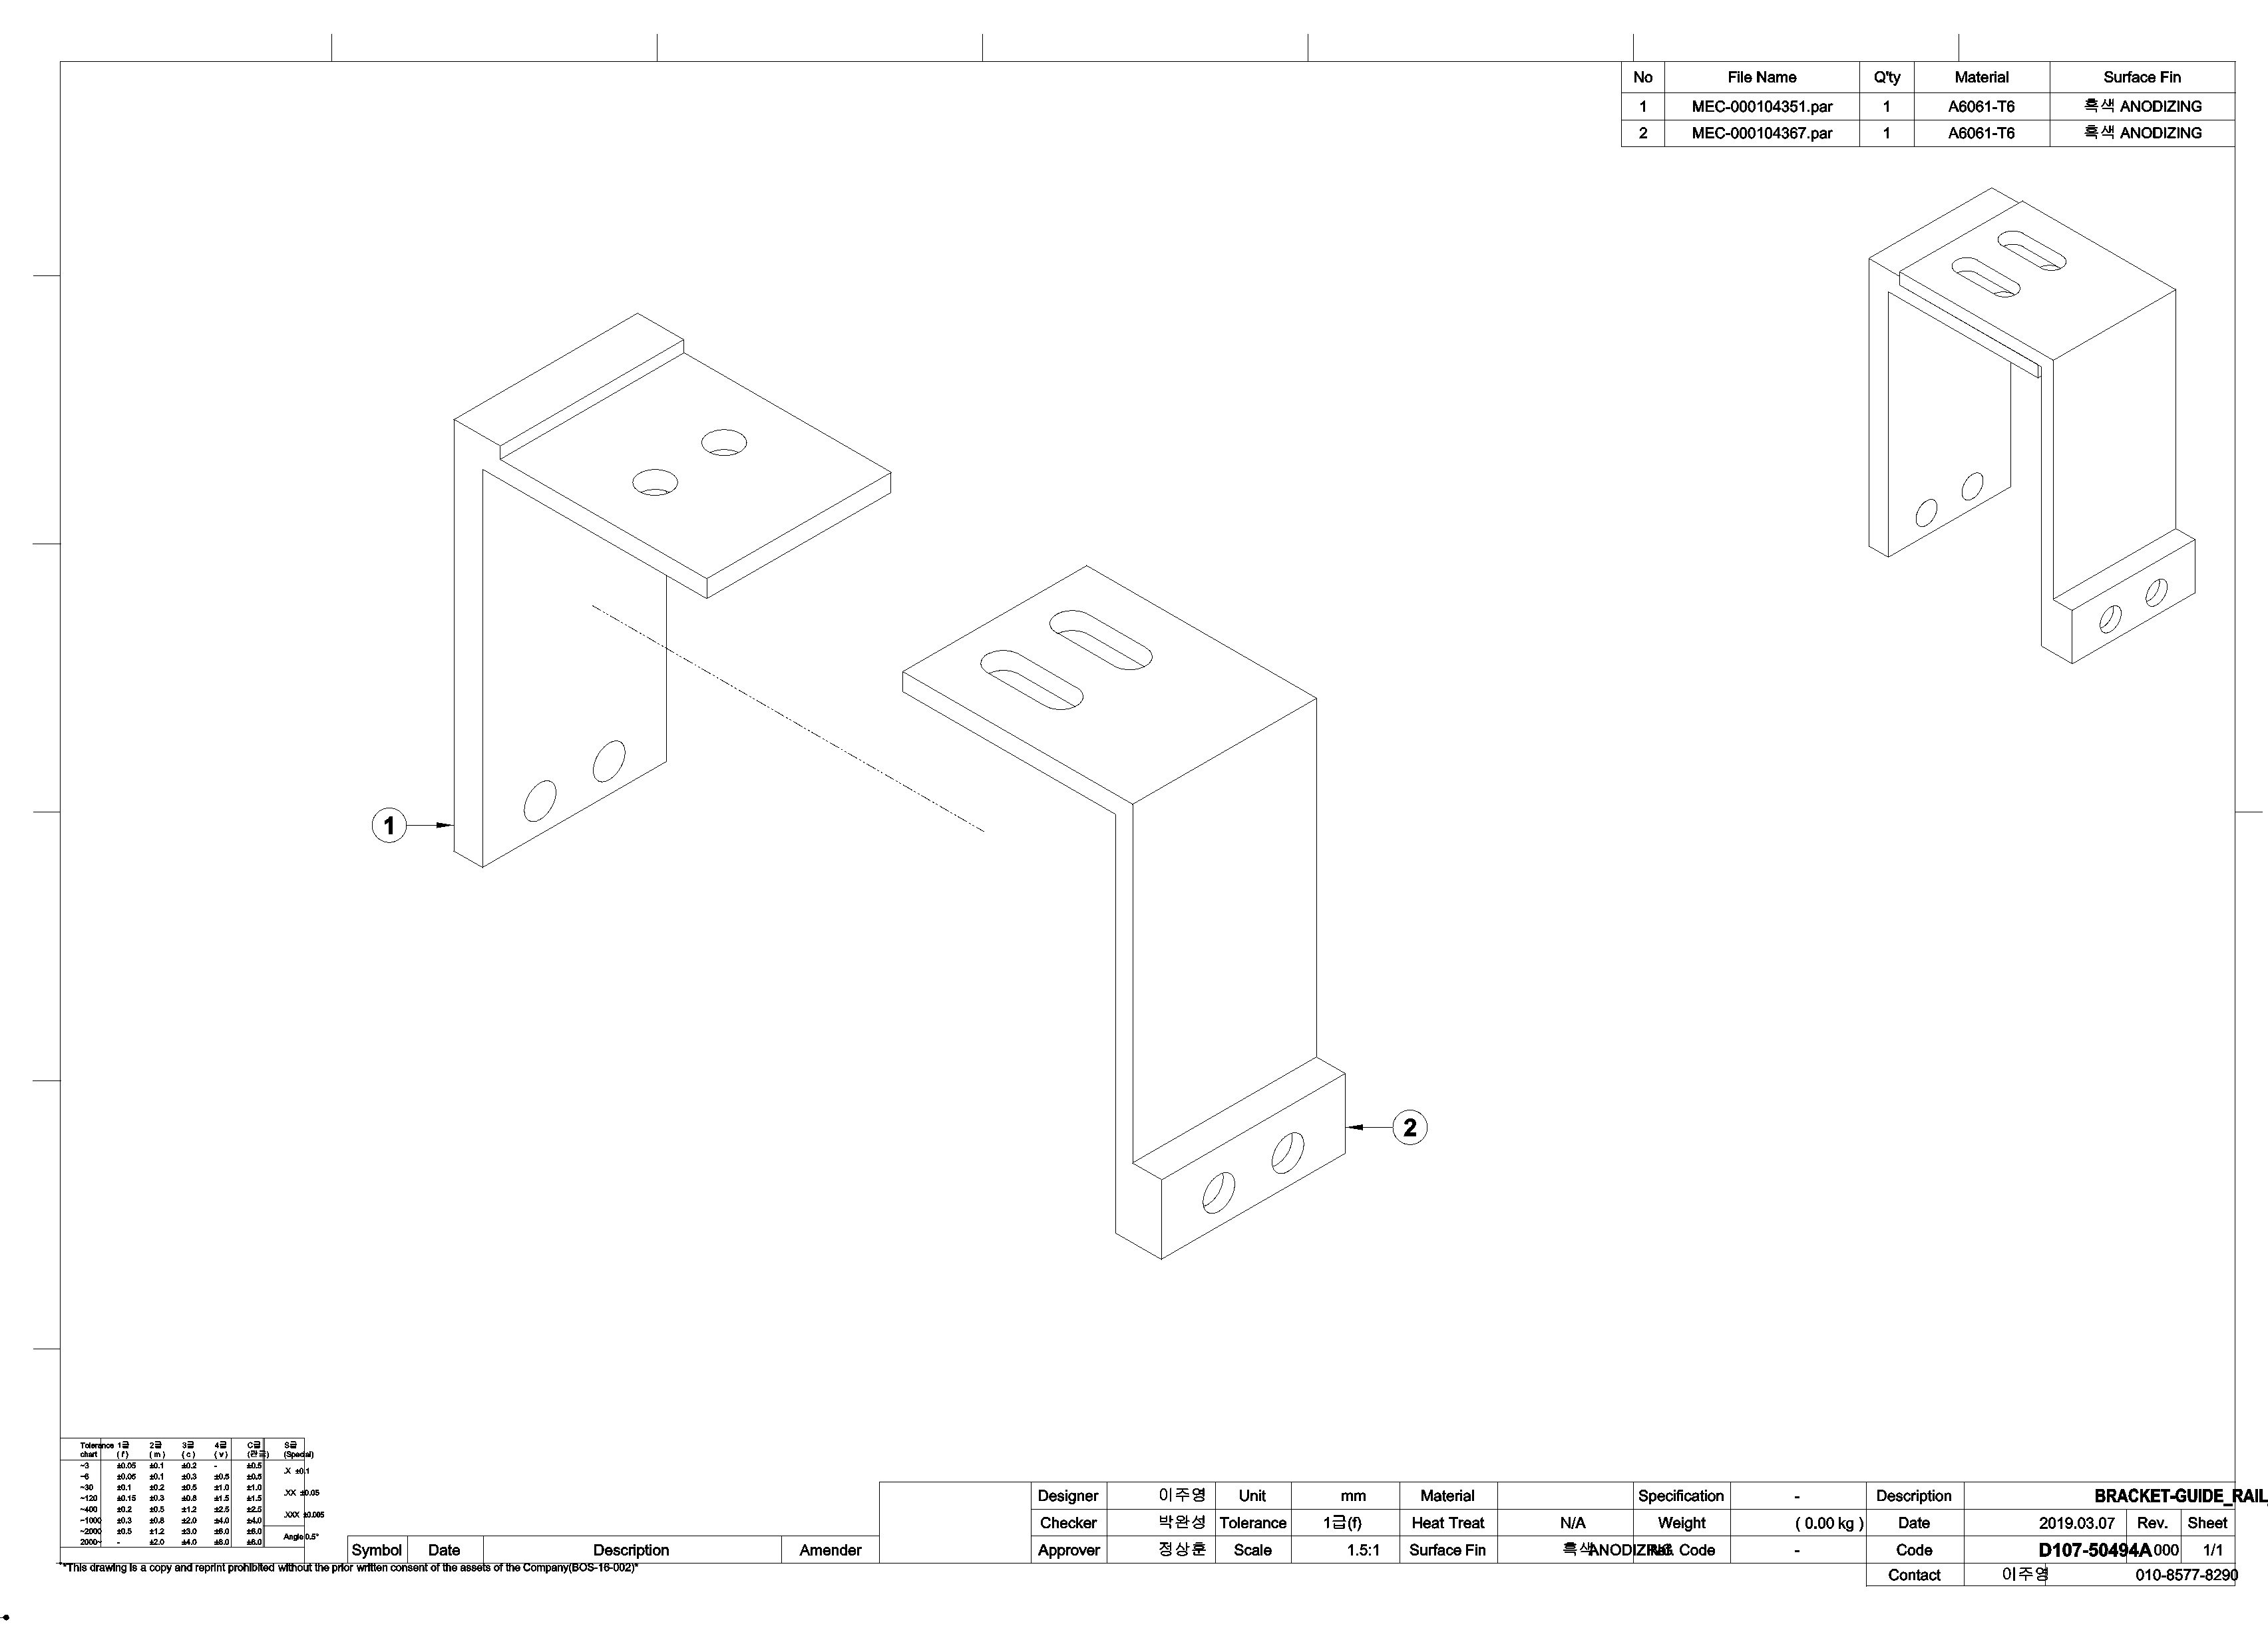 No File Name Q'ty Material Surface Fin
1 MEC-000104351.par 1 A6061-T6 흑색 ANODIZING
2 MEC-000104367.par 1 A6061-T6 흑색 ANODIZING
1
2
Tolerance chart 1급 (f) 2급 (m) 3급 (c) 4급 (v) C급 (관급) S급 (Special)
~3 ±0.05 ±0.1 ±0.2 - ±0.5
~6 ±0.05 ±0.1 ±0.3 ±0.5 ±0.5
.X ±0.1
~30 ±0.1 ±0.2 ±0.5 ±1.0 ±1.0
~120 ±0.15 ±0.3 ±0.8 ±1.5 ±1.5
.XX ±0.05
~400 ±0.2 ±0.5 ±1.2 ±2.5 ±2.5
~1000 ±0.3 ±0.8 ±2.0 ±4.0 ±4.0
.XXX ±0.005
~2000 ±0.5 ±1.2 ±3.0 ±6.0 ±6.0
2000~ - ±2.0 ±4.0 ±8.0 ±6.0
Angle 0.5°
Symbol Date Description Amender
Designer 이주영 Unit mm Material Specification - Description BRACKET-GUIDE_RAIL
Checker 박완성 Tolerance 1급(f) Heat Treat N/A Weight ( 0.00 kg ) Date 2019.03.07 Rev. Sheet
Approver 정상훈 Scale 1.5:1 Surface Fin 흑색 ANODIZING Code - Code D107-50494A 000 1/1
Contact 이주영 010-8577-8290
"This drawing is a copy and reprint prohibited without the prior written consent of the assets of the Company(BOS-16-002)"